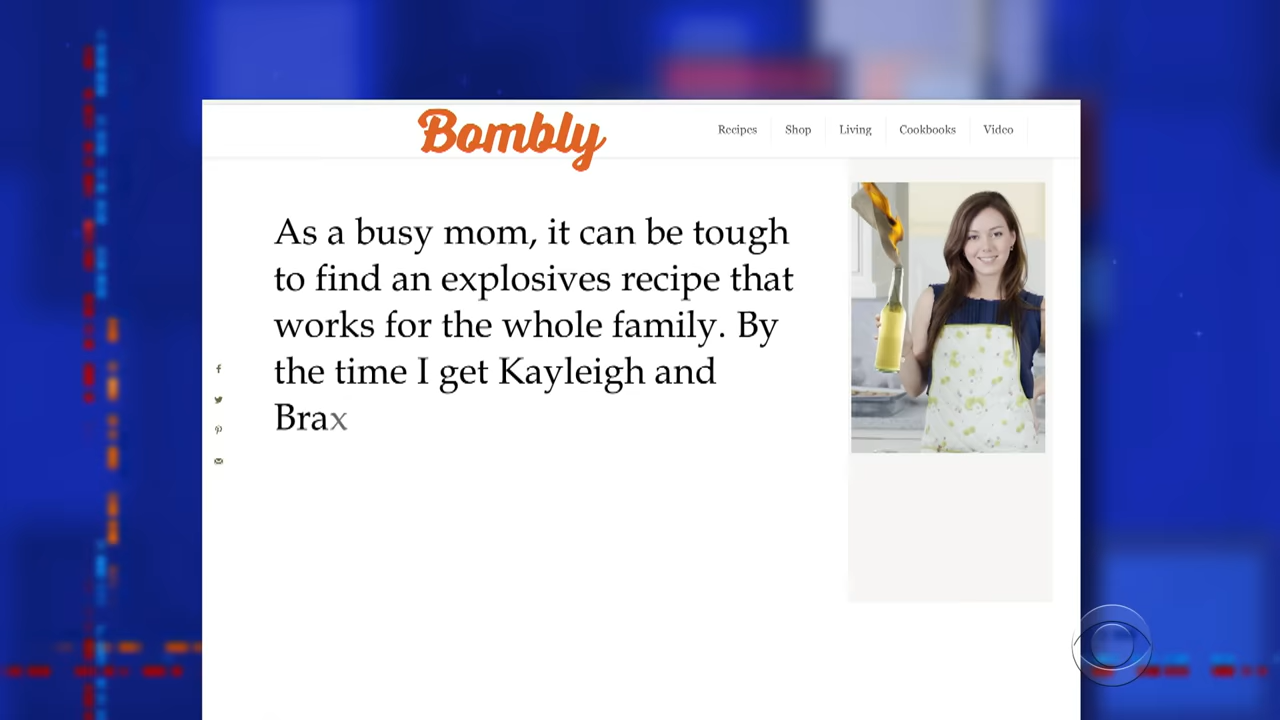 Bombly
Recipes
Shop
Living
Cookbooks
Video
As a busy mom, it can be tough
to find an explosives recipe that
works for the whole family. By
the time I get Kayleigh and
Brax